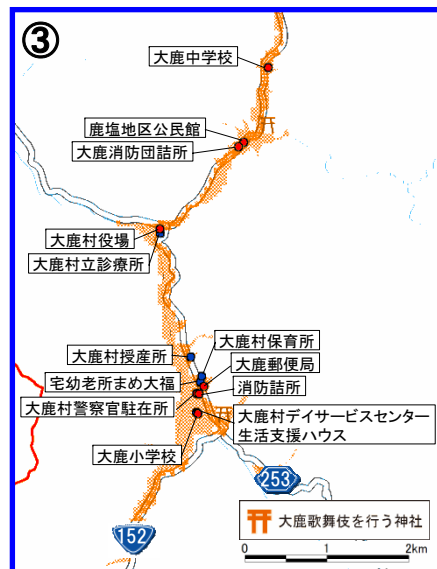 ③
大鹿中学校
鹿塩地区公民館
大鹿消防団詰所
大鹿村役場
大鹿村立診療所
大鹿村保育所
大鹿村授産所
大鹿郵便局
宅幼老所まめ大福
消防詰所
大鹿村警察官駐在所
大鹿村デイサービスセンター
生活支援ハウス
大鹿小学校
253
152
大鹿歌舞伎を行う神社
0 1 2km